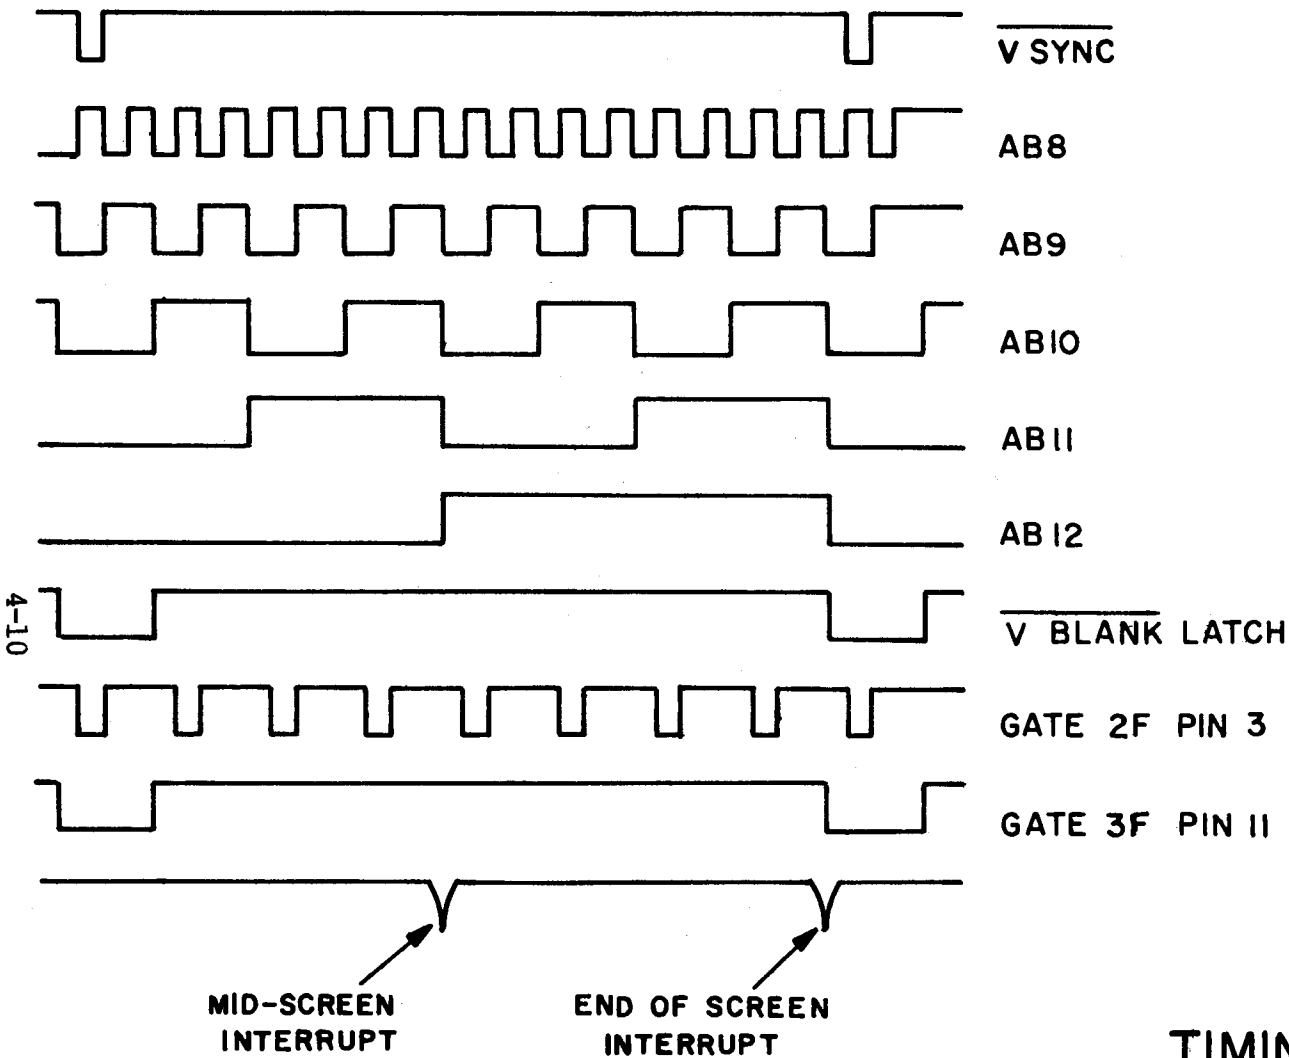 V SYNC
AB8
AB9
AB10
AB11
AB12
V BLANK LATCH
4-10
GATE 2F PIN 3
GATE 3F PIN 11
MID-SCREEN
INTERRUPT
END OF SCREEN
INTERRUPT
TIMIN